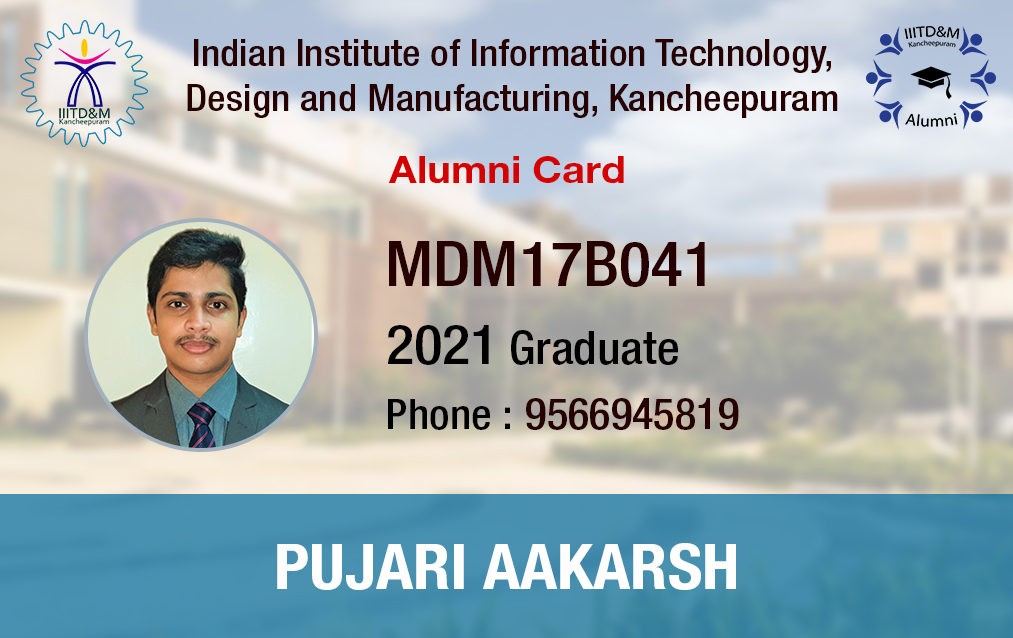 Indian Institute of Information Technology,
Design and Manufacturing, Kancheepuram
IIITD&M
Kancheepuram
IIITD&M
Kancheepuram
Alumni
Alumni Card
MDM17B041
2021 Graduate
Phone : 9566945819
PUJARI AAKARSH